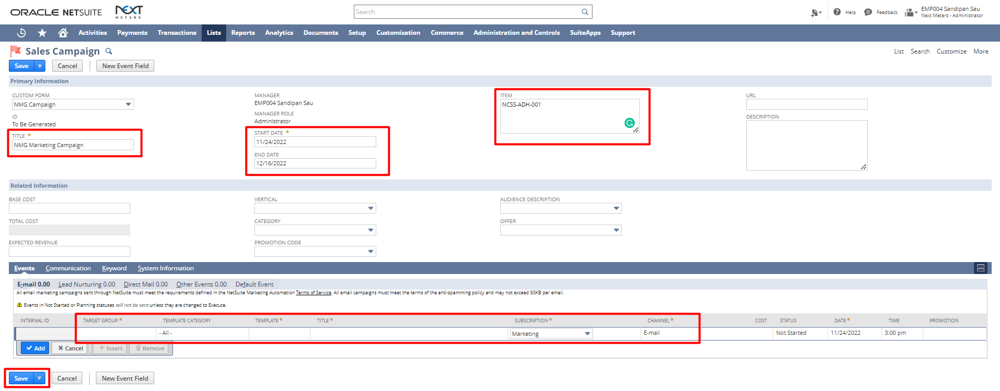 ORACLE NETSUITE NEXT METERS Search Help Feedback EMP004 Sandipan Sau
Next Meters - Administrator
Activities Payments Transactions Lists Reports Analytics Documents Setup Customization Commerce Administration and Controls SuiteApps Support
Sales Campaign List Search Customize More
Save Cancel New Event Field
Primary Information
CUSTOM FORM MANAGER ITEM URL
NMG Campaign EMP004 Sandipan Sau NCSS-ADH-001
ID MANAGER ROLE DESCRIPTION
To Be Generated Administrator
TITLE * START DATE *
NMG Marketing Campaign 11/24/2022
END DATE
12/16/2022
Related Information
BASE COST VERTICAL AUDIENCE DESCRIPTION
TOTAL COST CATEGORY OFFER
EXPECTED REVENUE PROMOTION CODE
Events Communication Keyword System Information
E-mail 0.00 Lead Nurturing 0.00 Direct Mail 0.00 Other Events 0.00 Default Event
All email marketing campaigns sent through NetSuite must meet the requirements defined in the NetSuite Marketing Automation Terms of Service. All email campaigns must meet the terms of the anti-spamming policy and may not exceed 50KB per email.
Events in Not Started or Planning statuses will not be sent unless they are changed to Execute.
INTERNAL ID TARGET GROUP * TEMPLATE CATEGORY TEMPLATE * TITLE * SUBSCRIPTION * CHANNEL * COST STATUS DATE * TIME PROMOTION
- All - Marketing E-mail Not Started 11/24/2022 3:00 pm
Add Cancel Insert Remove
Save Cancel New Event Field